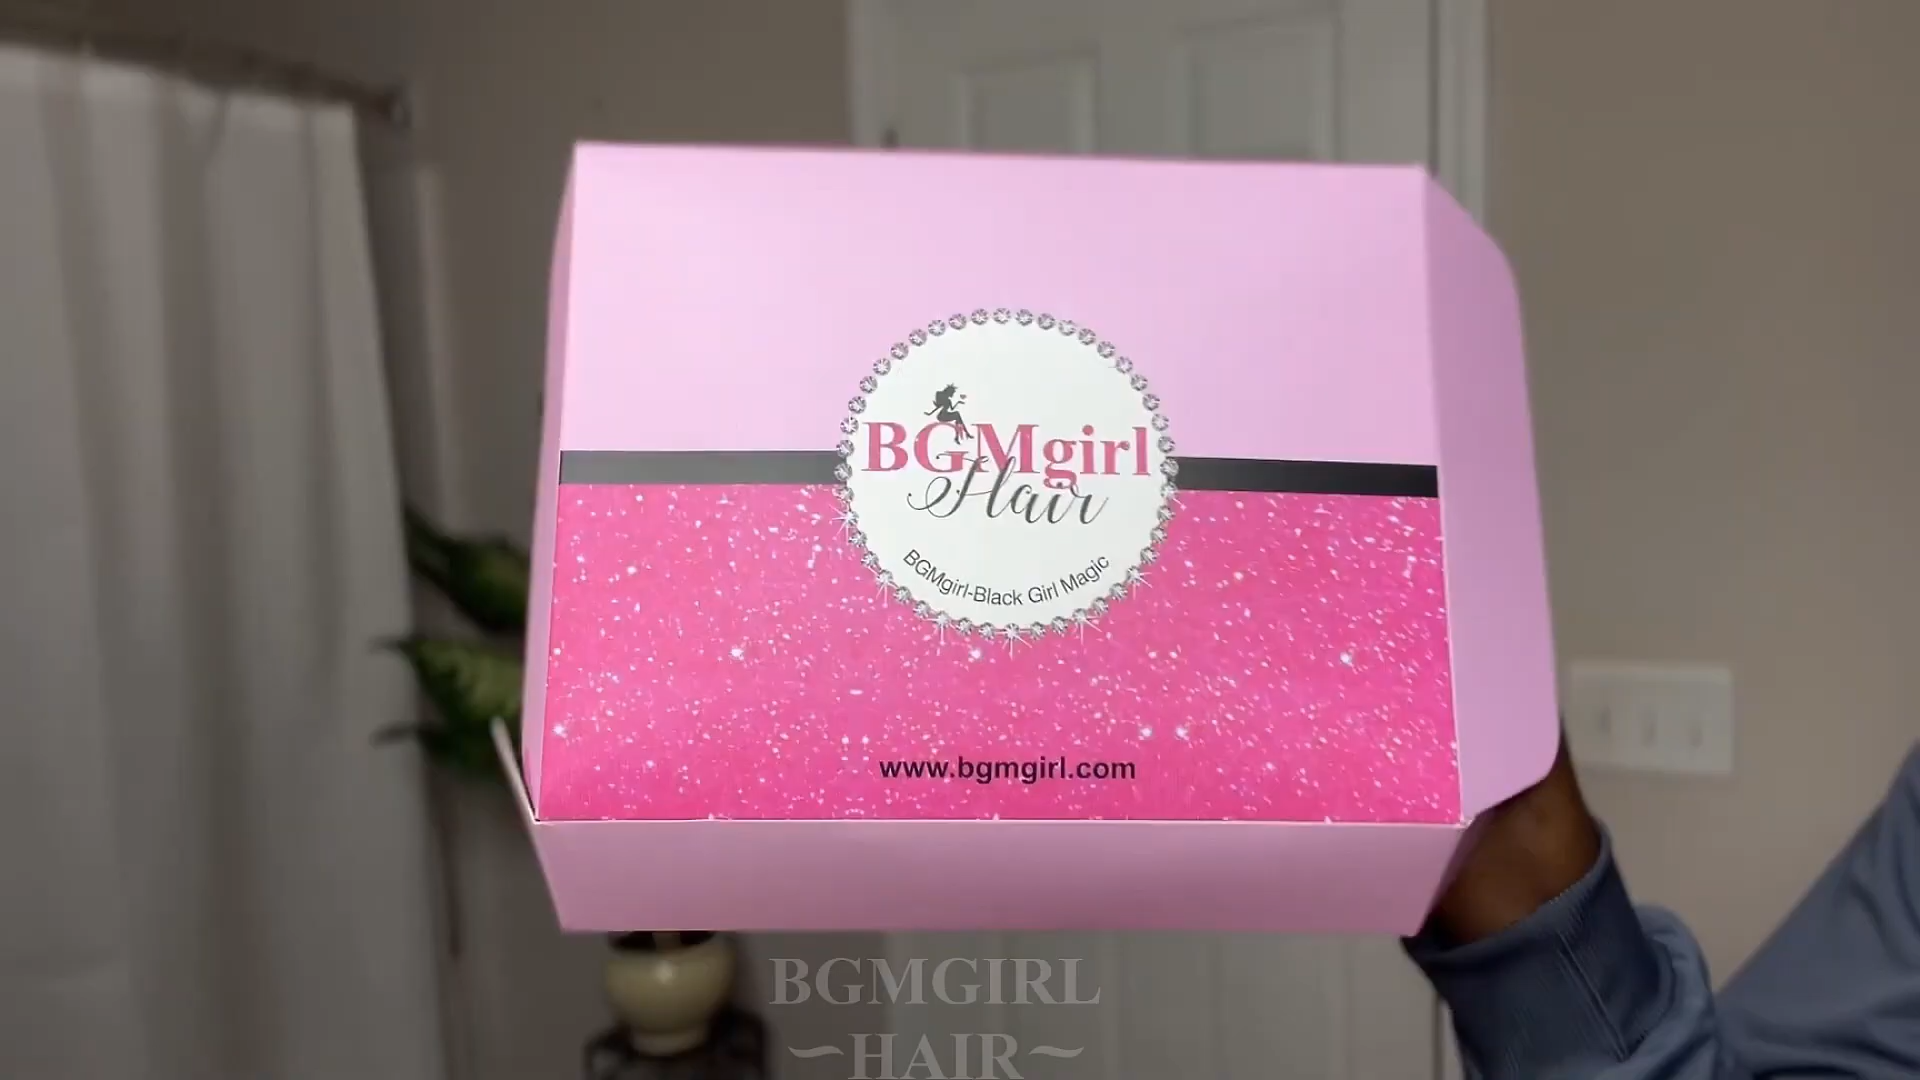 BGMgirl
Hair
BGMgirl-Black Girl Magic
www.bgmgirl.com
BGMGIRL
~HAIR~